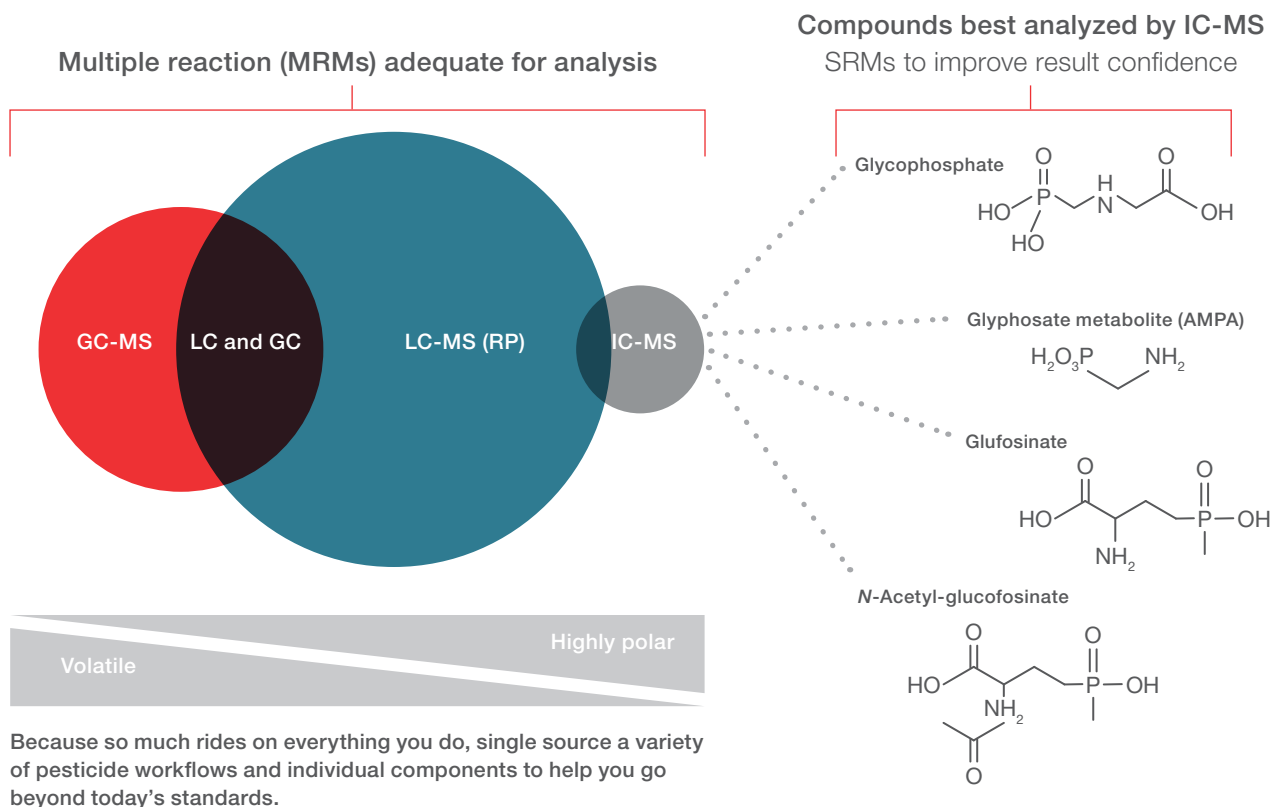 Multiple reaction (MRMs) adequate for analysis
Compounds best analyzed by IC-MS
SRMs to improve result confidence
GC-MS
LC and GC
LC-MS (RP)
IC-MS
Glycophosphate
O
P
HO
HO
H
N
O
OH
Glyphosate metabolite (AMPA)
H₂O₃P
NH₂
Glufosinate
O
HO
NH₂
O
P
OH
N-Acetyl-glucofosinate
O
HO
NH₂
O
O
P
OH
Volatile
Highly polar
Because so much rides on everything you do, single source a variety
of pesticide workflows and individual components to help you go
beyond today's standards.